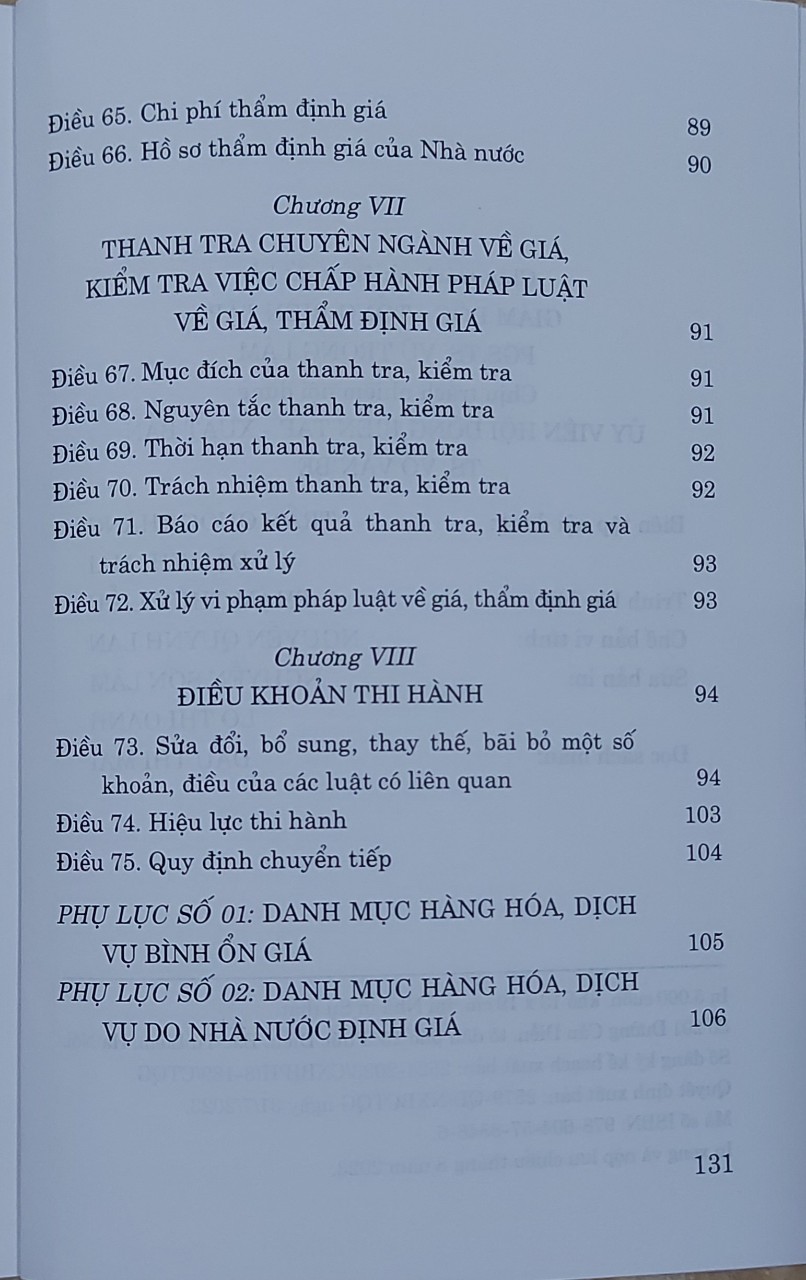 Điều 65. Chi phí thẩm định giá 89
Điều 66. Hồ sơ thẩm định giá của Nhà nước 90
Chương VII
THANH TRA CHUYÊN NGÀNH VỀ GIÁ,
KIỂM TRA VIỆC CHẤP HÀNH PHÁP LUẬT
VỀ GIÁ, THẨM ĐỊNH GIÁ 91
Điều 67. Mục đích của thanh tra, kiểm tra 91
Điều 68. Nguyên tắc thanh tra, kiểm tra 91
Điều 69. Thời hạn thanh tra, kiểm tra 92
Điều 70. Trách nhiệm thanh tra, kiểm tra 92
Điều 71. Báo cáo kết quả thanh tra, kiểm tra và
trách nhiệm xử lý 93
Điều 72. Xử lý vi phạm pháp luật về giá, thẩm định giá 93
Chương VIII
ĐIỀU KHOẢN THI HÀNH 94
Điều 73. Sửa đổi, bổ sung, thay thế, bãi bỏ một số
khoản, điều của các luật có liên quan 94
Điều 74. Hiệu lực thi hành 103
Điều 75. Quy định chuyển tiếp 104
PHỤ LỤC SỐ 01: DANH MỤC HÀNG HÓA, DỊCH
VỤ BÌNH ỔN GIÁ 105
PHỤ LỤC SỐ 02: DANH MỤC HÀNG HÓA, DỊCH
VỤ DO NHÀ NƯỚC ĐỊNH GIÁ 106
131